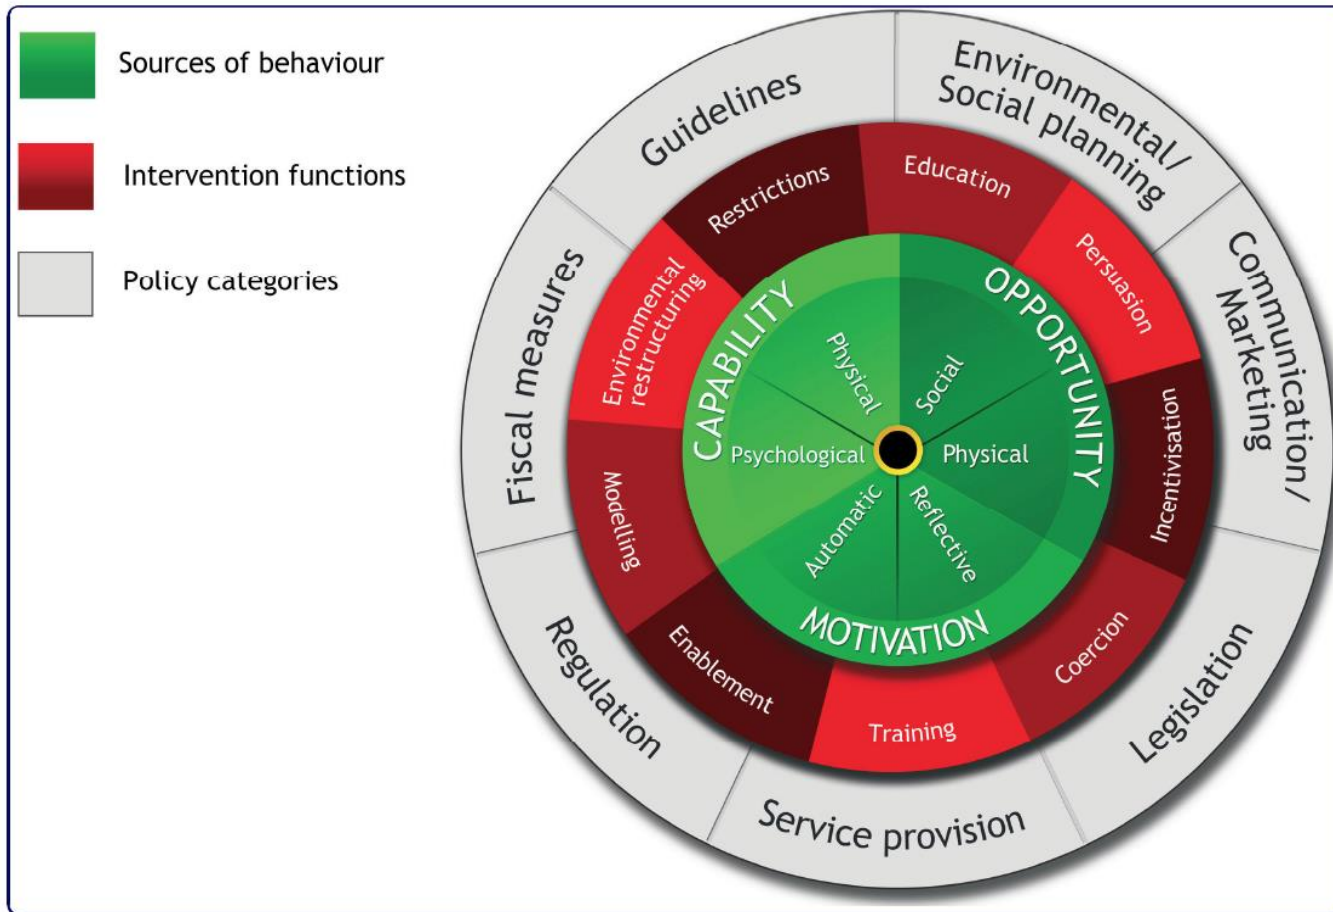 Sources of behaviour
Intervention functions
Policy categories
Guidelines
Environmental/
Social planning
Communication/
Marketing
Legislation
Service provision
Regulation
Fiscal measures
Restrictions
Education
Persuasion
Incentivisation
Coercion
Training
Enablement
Modelling
Environmental
restructuring
CAPABILITY
OPPORTUNITY
MOTIVATION
Physical
Social
Physical
Reflective
Automatic
Psychological